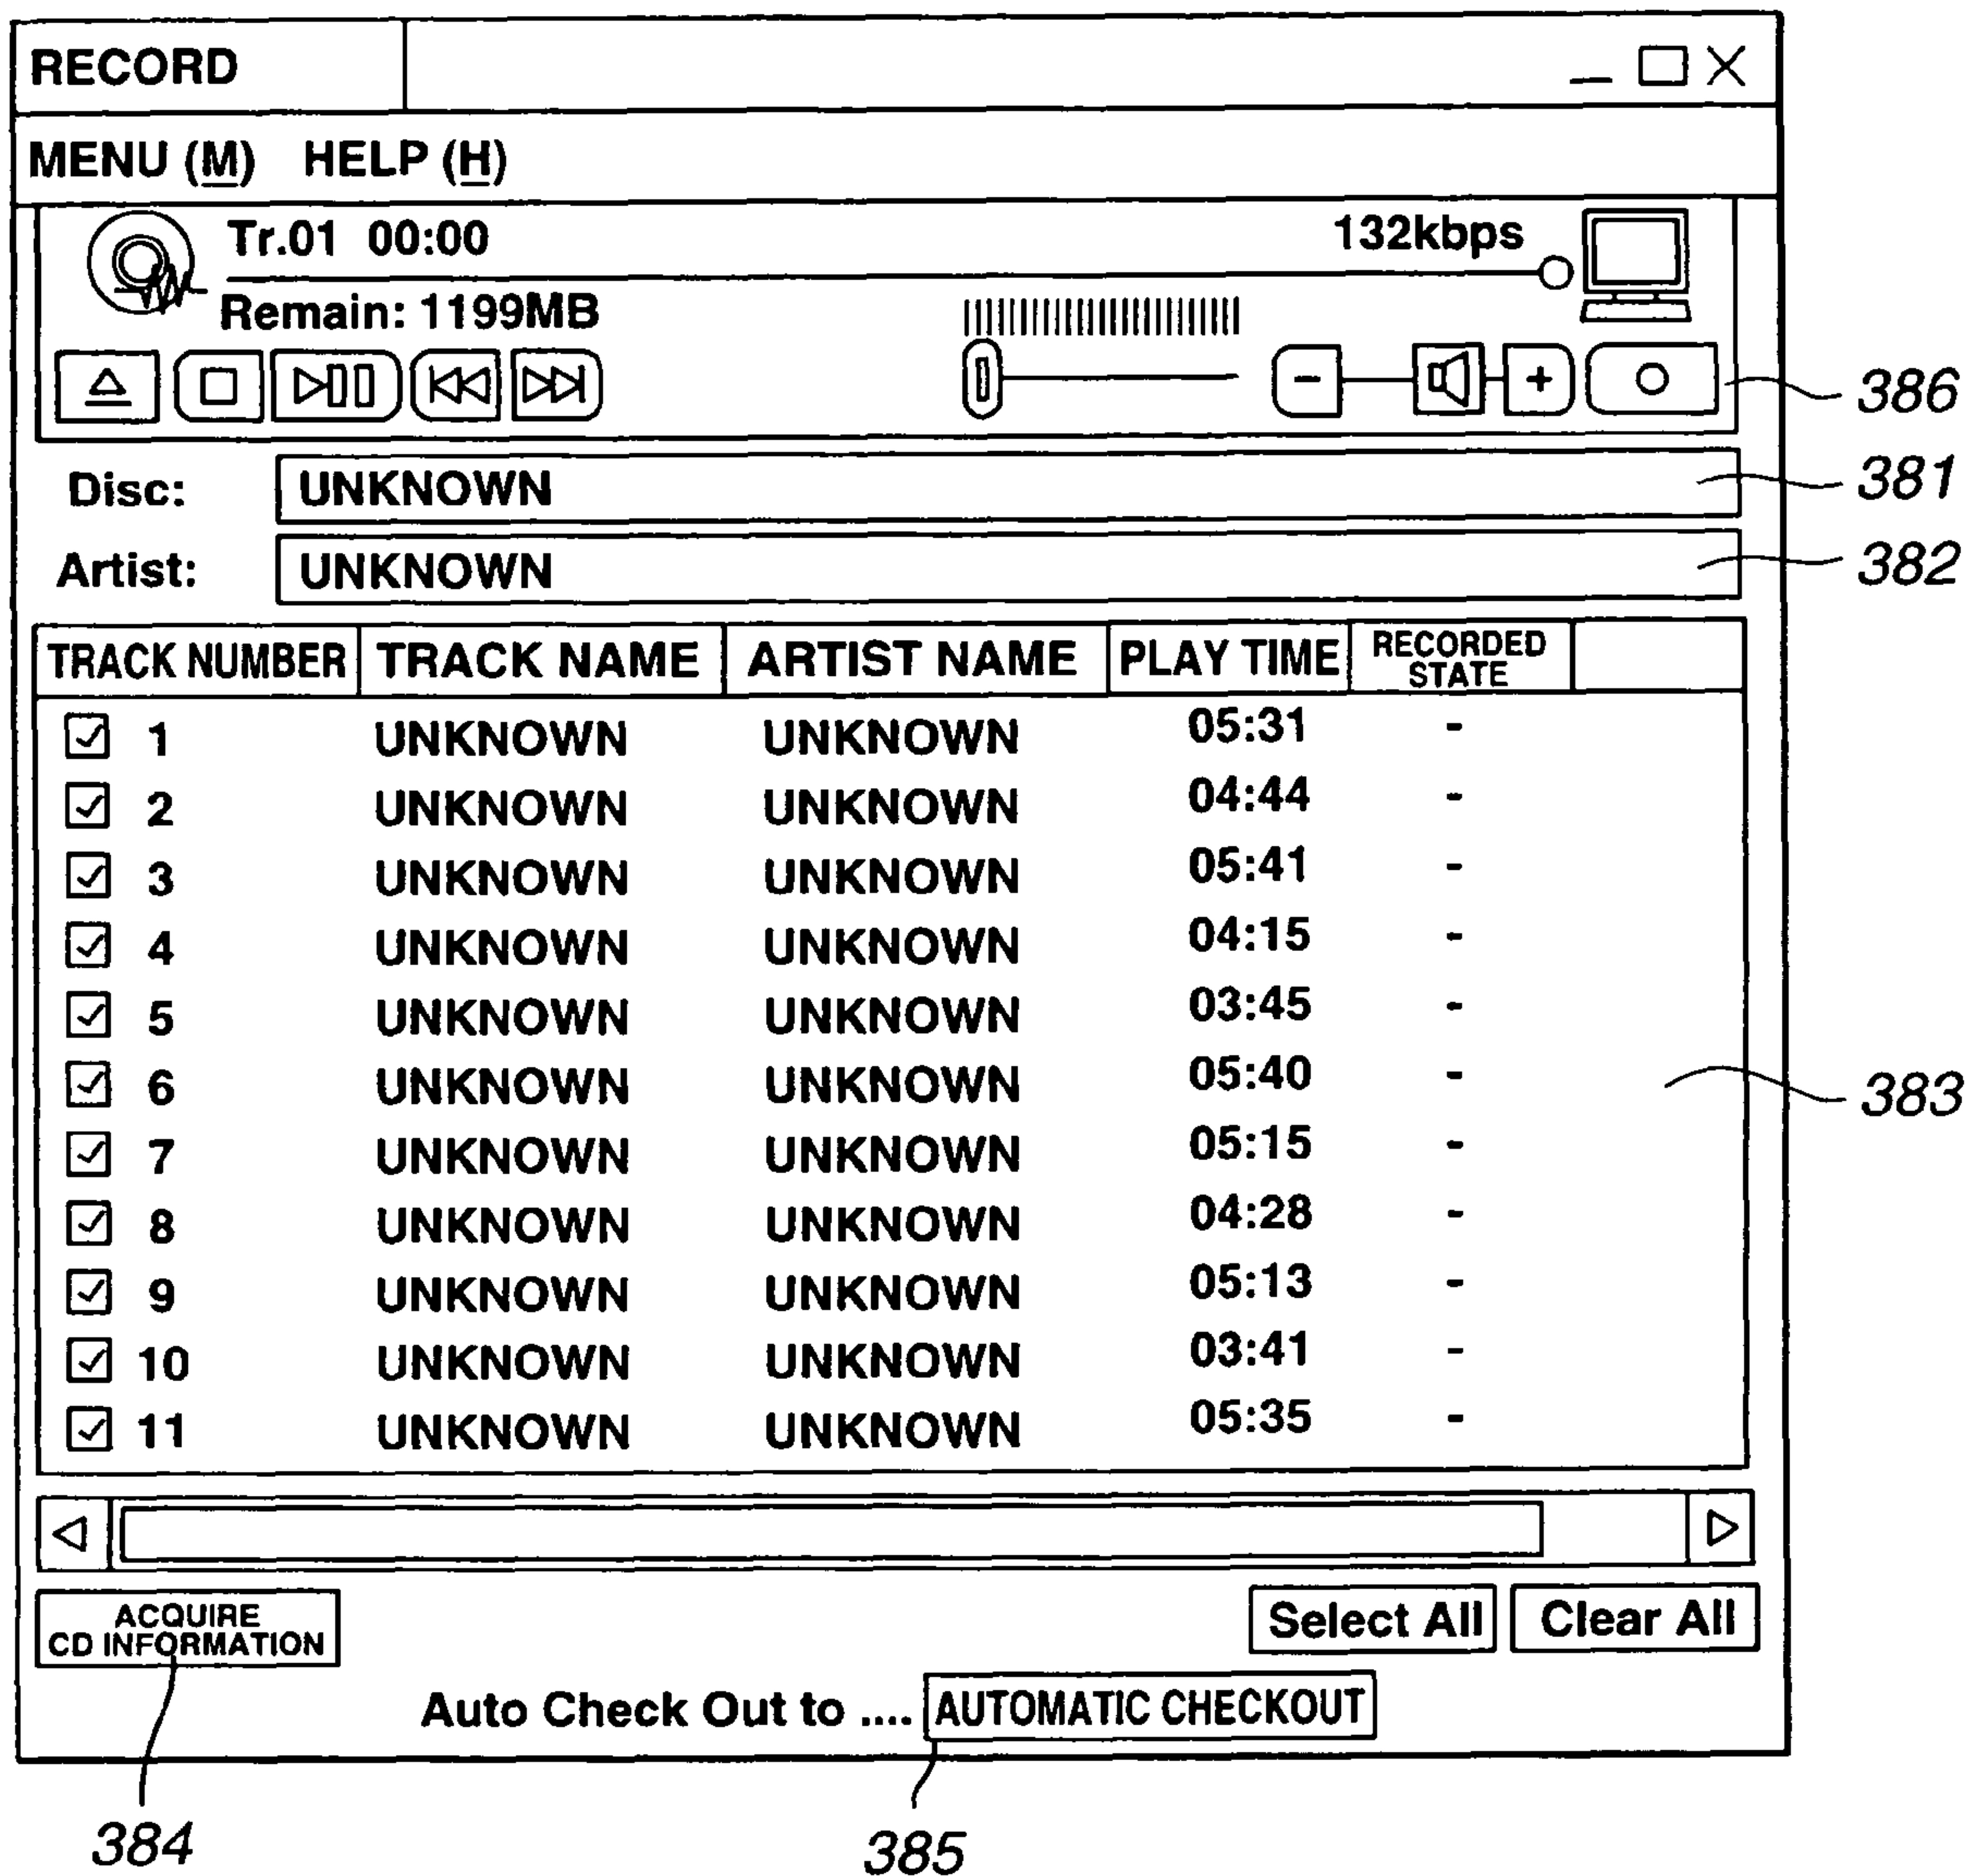 RECORD
MENU (M) HELP (H)
Tr.01 00:00 132kbps
Remain: 1199MB
- +
386
Disc: UNKNOWN 381
Artist: UNKNOWN 382
TRACK NUMBER TRACK NAME ARTIST NAME PLAY TIME RECORDED STATE
1 UNKNOWN UNKNOWN 05:31 -
2 UNKNOWN UNKNOWN 04:44 -
3 UNKNOWN UNKNOWN 05:41 -
4 UNKNOWN UNKNOWN 04:15 -
5 UNKNOWN UNKNOWN 03:45 -
6 UNKNOWN UNKNOWN 05:40 -
383
7 UNKNOWN UNKNOWN 05:15 -
8 UNKNOWN UNKNOWN 04:28 -
9 UNKNOWN UNKNOWN 05:13 -
10 UNKNOWN UNKNOWN 03:41 -
11 UNKNOWN UNKNOWN 05:35 -
ACQUIRE
CD INFORMATION
Select All Clear All
Auto Check Out to .... AUTOMATIC CHECKOUT
384 385